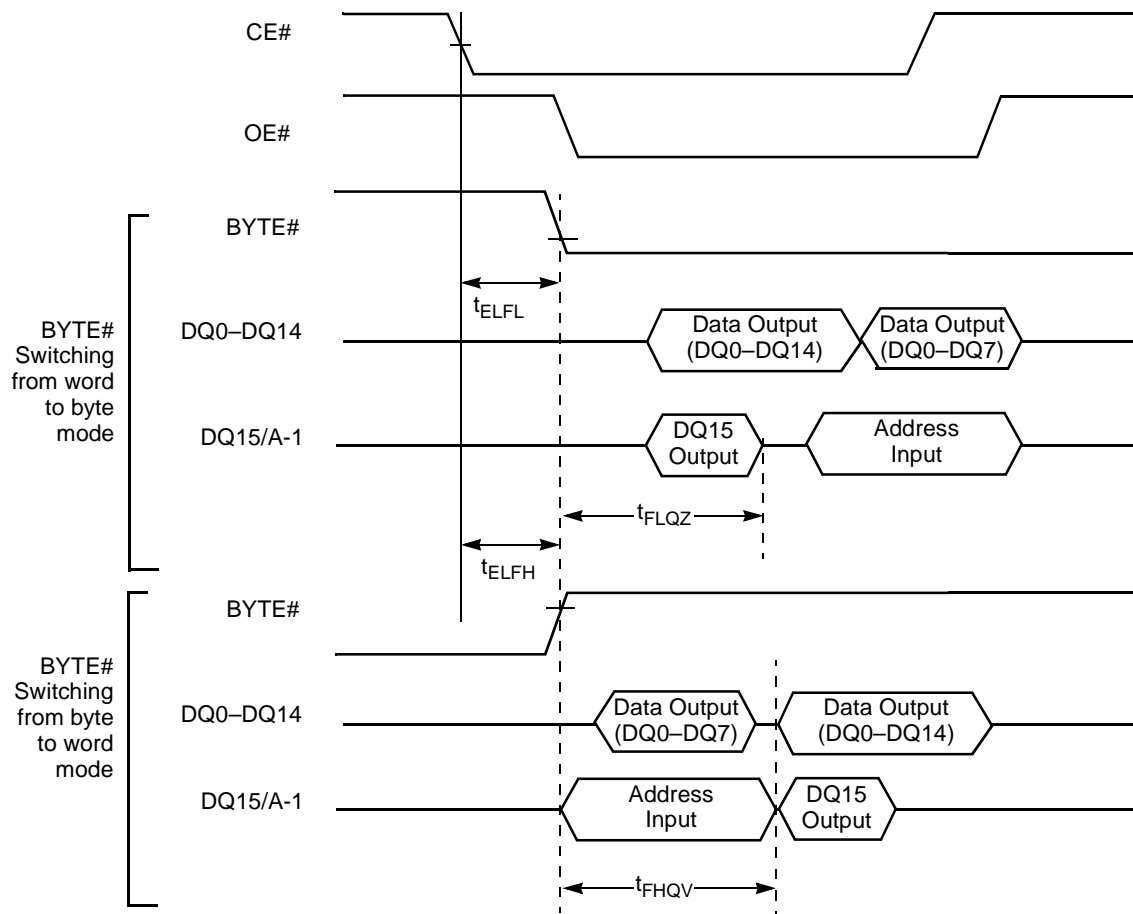 CE#
OE#
BYTE#
tELFL
BYTE#
Switching
from word
to byte
mode
DQ0–DQ14
Data Output
(DQ0–DQ14)
Data Output
(DQ0–DQ7)
DQ15/A-1
DQ15
Output
Address
Input
tFLQZ
tELFH
BYTE#
BYTE#
Switching
from byte
to word
mode
DQ0–DQ14
Data Output
(DQ0–DQ7)
Data Output
(DQ0–DQ14)
DQ15/A-1
Address
Input
DQ15
Output
tFHQV